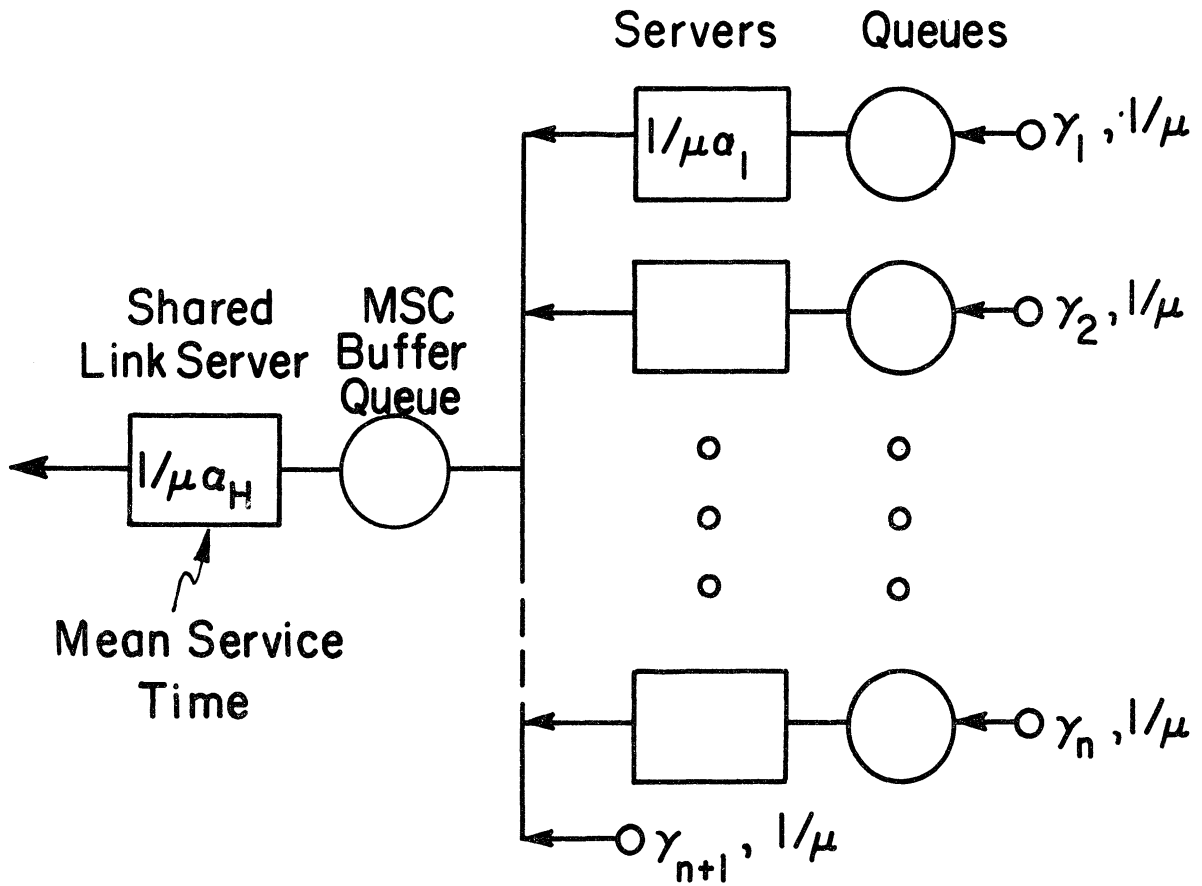 Servers
Queues
1/μa₁
γ₁, 1/μ
γ₂, 1/μ
Shared
Link Server
MSC
Buffer
Queue
1/μa_H
Mean Service
Time
γₙ, 1/μ
γₙ₊₁, 1/μ